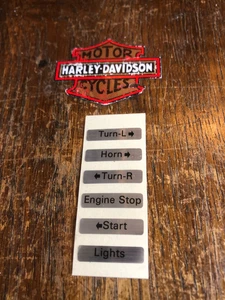 MOTOR
HARLEY-DAVIDSON
CYCLES
Turn-L ➡
Horn ➡
⬅Turn-R
Engine Stop
⬅Start
Lights